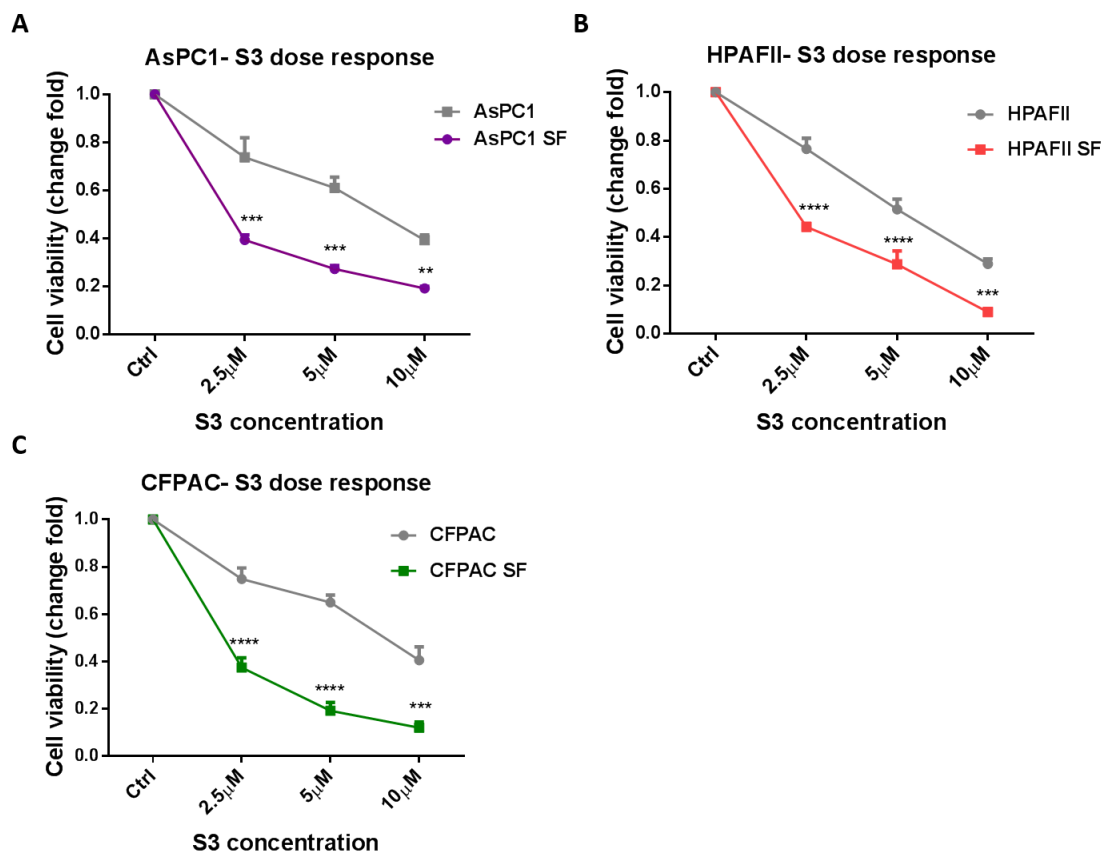 A
AsPC1- S3 dose response
Cell viability (change fold)
1.0
0.8
0.6
0.4
0.2
0.0
AsPC1
AsPC1 SF
***
***
**
Ctrl
2.5μM
5μM
10μM
S3 concentration
B
HPAFII- S3 dose response
Cell viability (change fold)
1.0
0.8
0.6
0.4
0.2
0.0
HPAFII
HPAFII SF
****
****
***
Ctrl
2.5μM
5μM
10μM
S3 concentration
C
CFPAC- S3 dose response
Cell viability (change fold)
1.0
0.8
0.6
0.4
0.2
0.0
CFPAC
CFPAC SF
****
****
***
Ctrl
2.5μM
5μM
10μM
S3 concentration